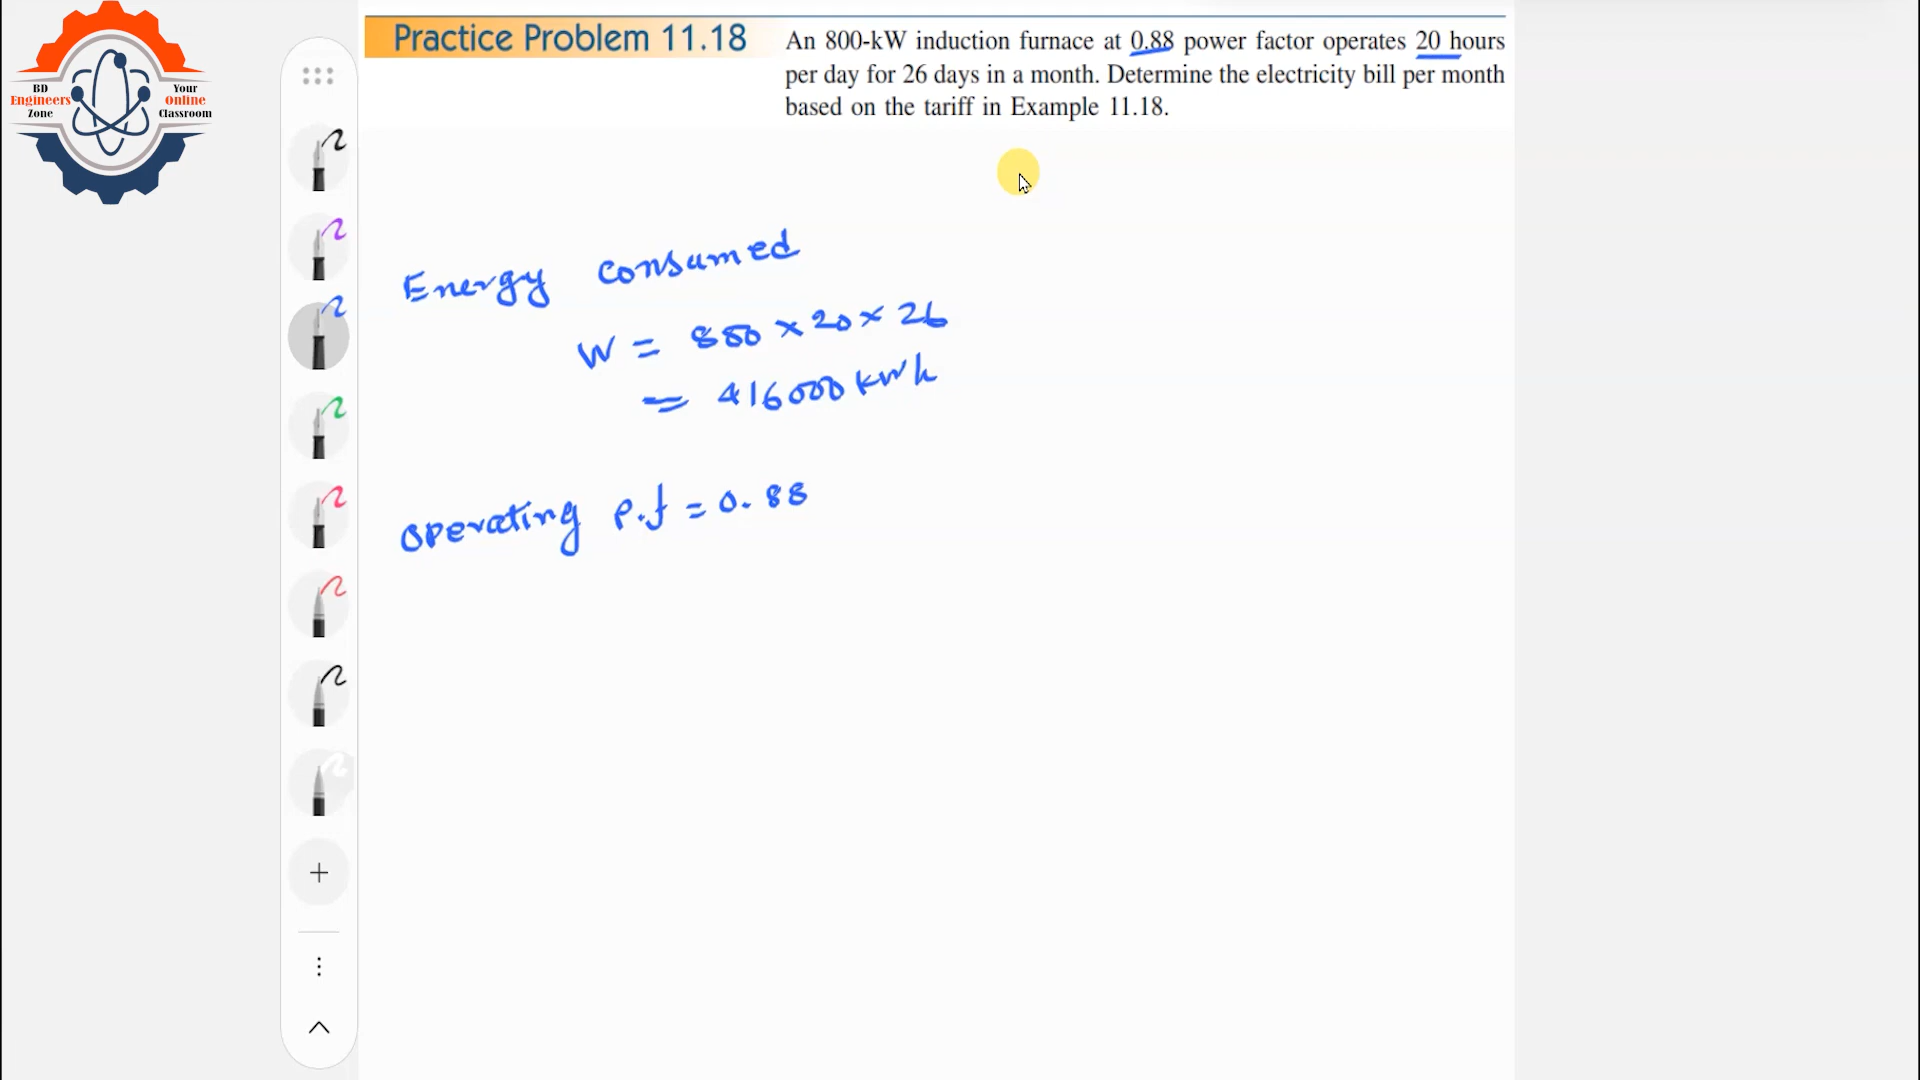 BD
Engineers
Zone
Your
Online
Classroom
Practice Problem 11.18
An 800-kW induction furnace at 0.88 power factor operates 20 hours
per day for 26 days in a month. Determine the electricity bill per month
based on the tariff in Example 11.18.
Energy consumed
W = 800 × 20 × 26
= 416000 kWh
operating p.f = 0.88